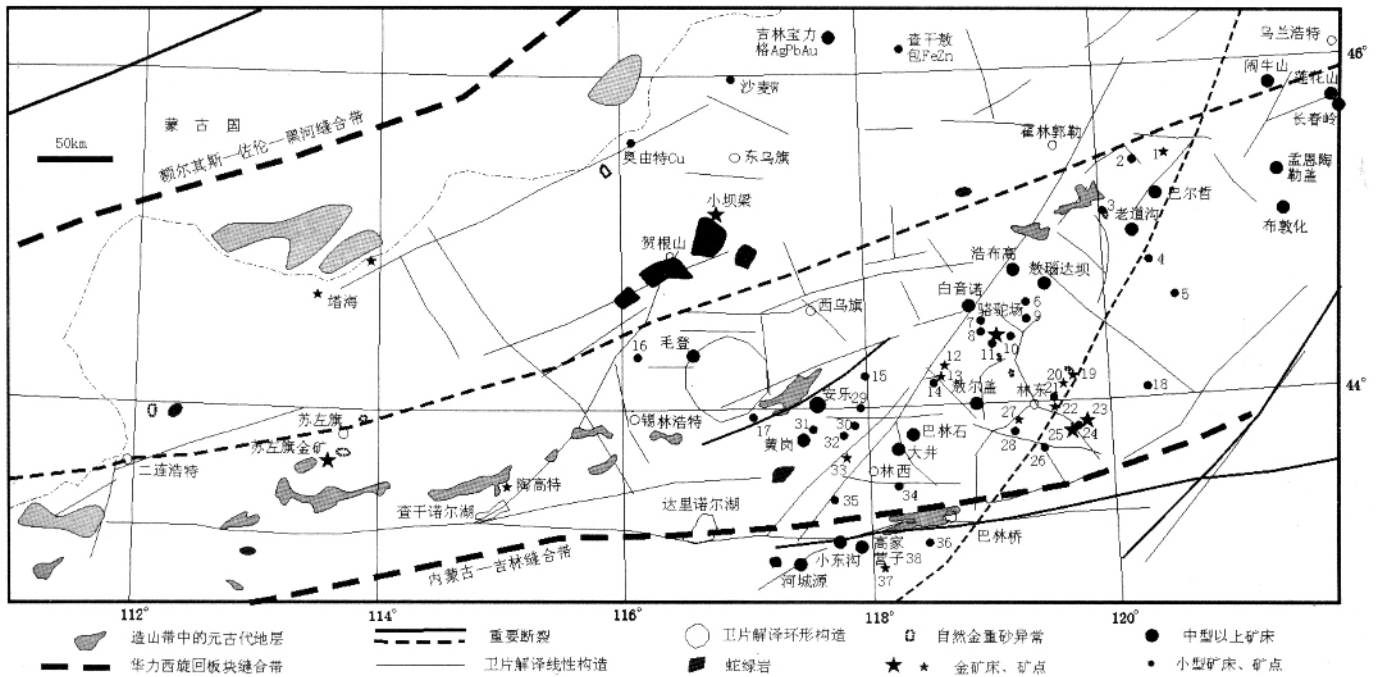 吉林宝力
格AgPbAu
查干敖
包FeZn
乌兰浩特
46°
闹牛山
莲花山
长春岭
沙麦W
蒙古国
50km
额尔其斯—佐伦—黑河缝合带
奥由特Cu
东乌旗
霍林郭勒
2
1
孟恩陶
勒盖
巴尔哲
小坝梁
3
老道沟
布敦化
贺根山
浩布高
敖瑙达坝
4
塔海
白音诺
5
西乌旗
骆驼场
6
7
9
8
10
11
16
毛登
12
13
14
15
敖尔盖
林东
20
19
21
18
44°
22
23
安乐
29
27
25
24
苏左旗
锡林浩特
17
31
30
巴林石
28
苏左旗金矿
黄岗
32
大井
26
二连浩特
33
林西
陶高特
34
查干诺尔湖
达里诺尔湖
35
巴林桥
内蒙古—吉林缝合带
小东沟
高家
营子38
36
河城源
37
112°
114°
116°
118°
120°
造山带中的元古代地层
重要断裂
卫片解译环形构造
自然金重砂异常
中型以上矿床
华力西旋回板块缝合带
卫片解译线性构造
蛇绿岩
金矿床、矿点
小型矿床、矿点